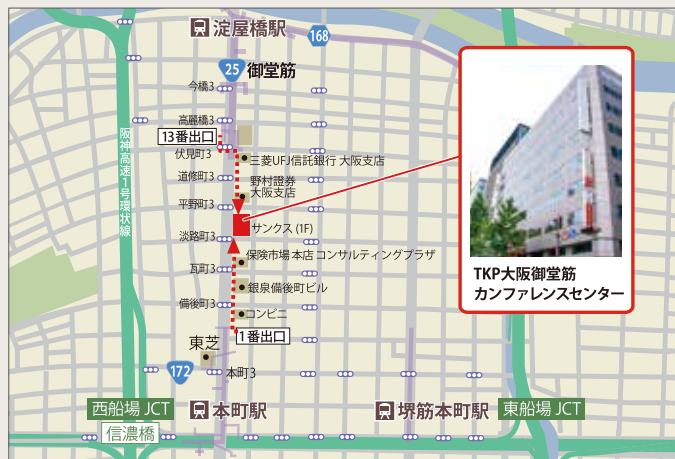 淀屋橋駅
168
25 御堂筋
今橋3
高麗橋3
13番出口
伏見町3
三菱UFJ信託銀行 大阪支店
道修町3
野村證券
大阪支店
平野町3
サンクス (1F)
淡路町3
保険市場 本店 コンサルティングプラザ
瓦町3
銀泉備後町ビル
備後町3
コンビニ
1番出口
東芝
172
本町3
阪神高速1号環状線
西船場 JCT
信濃橋
本町駅
堺筋本町駅
東船場 JCT
TKP大阪御堂筋
カンファレンスセンター